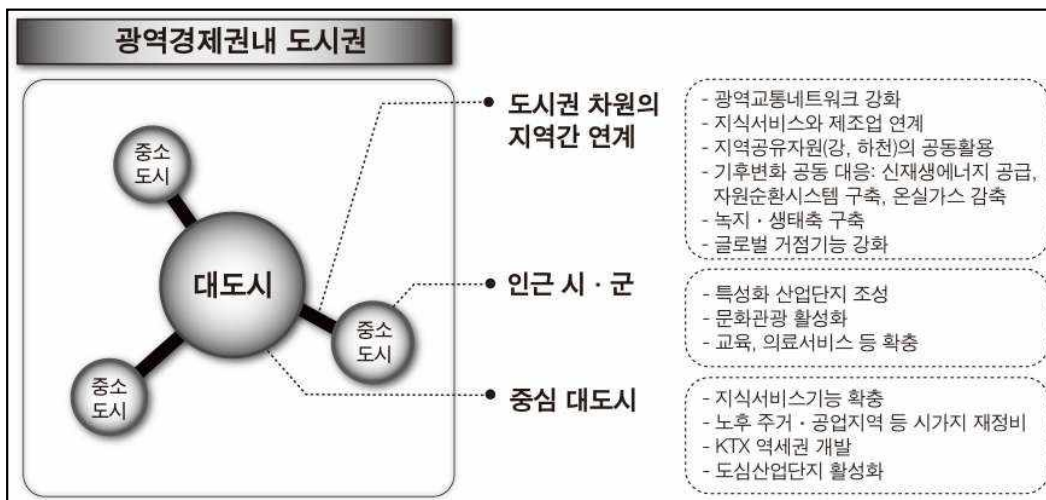 광역경제권내 도시권
중소
도시
대도시
중소
도시
중소
도시
• 도시권 차원의
지역간 연계
- 광역교통네트워크 강화
- 지식서비스와 제조업 연계
- 지역공유자원(강, 하천)의 공동활용
- 기후변화 공동 대응: 신재생에너지 공급,
자원순환시스템 구축, 온실가스 감축
- 녹지 · 생태축 구축
- 글로벌 거점기능 강화
• 인근 시 · 군
- 특성화 산업단지 조성
- 문화관광 활성화
- 교육, 의료서비스 등 확충
• 중심 대도시
- 지식서비스기능 확충
- 노후 주거 · 공업지역 등 시가지 재정비
- KTX 역세권 개발
- 도심산업단지 활성화